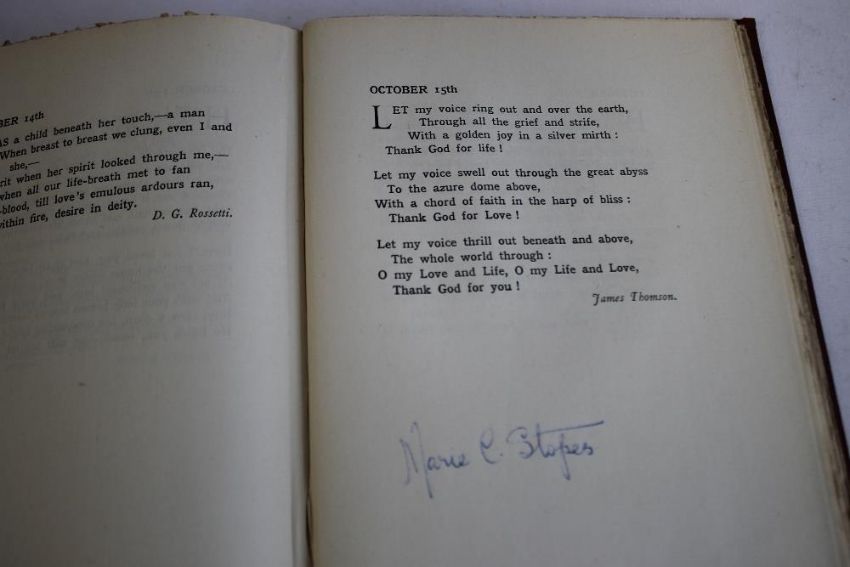 BER 14th
AS a child beneath her touch,—a man
When breast to breast we clung, even I and
she,—
rit when her spirit looked through me,—
when all our life-breath met to fan
-blood, till love's emulous ardours ran,
within fire, desire in deity.
D. G. Rossetti.
OCTOBER 15th
LET my voice ring out and over the earth,
Through all the grief and strife,
With a golden joy in a silver mirth :
Thank God for life !
Let my voice swell out through the great abyss
To the azure dome above,
With a chord of faith in the harp of bliss :
Thank God for Love !
Let my voice thrill out beneath and above,
The whole world through :
O my Love and Life, O my Life and Love,
Thank God for you !
James Thomson.
Marie C. Stopes